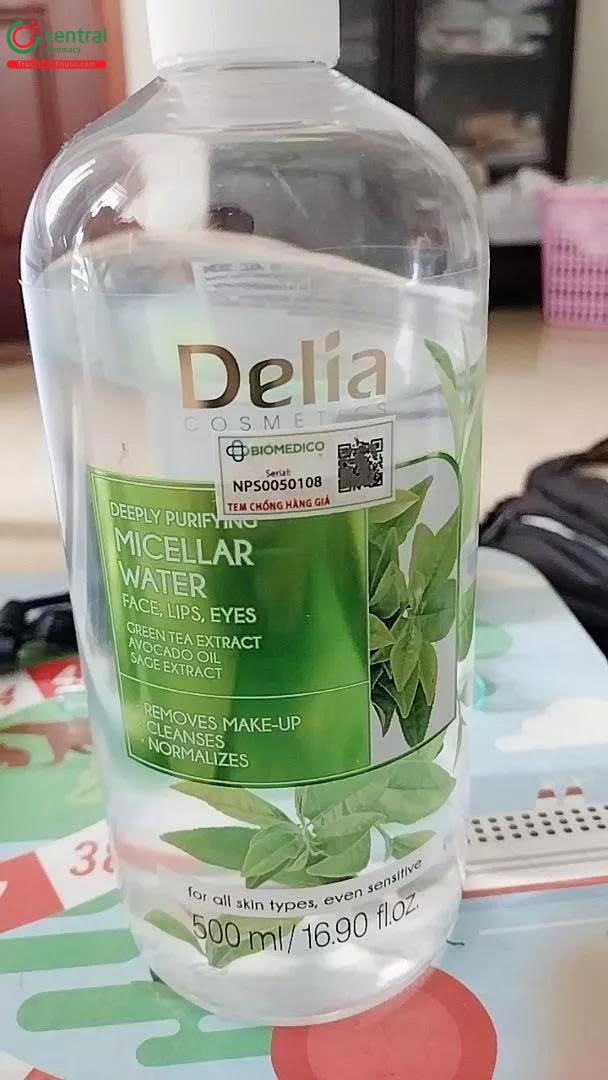 central
pharmacy
Delia
COSMETICS
BIOMEDICO
Serial:
NPS0050108
TEM CHỐNG HÀNG GIẢ
DEEPLY PURIFYING
MICELLAR
WATER
FACE, LIPS, EYES
GREEN TEA EXTRACT
AVOCADO OIL
SAGE EXTRACT
· REMOVES MAKE-UP
· CLEANSES
· NORMALIZES
for all skin types, even sensitive
500 ml/ 16.90 fl.oz.